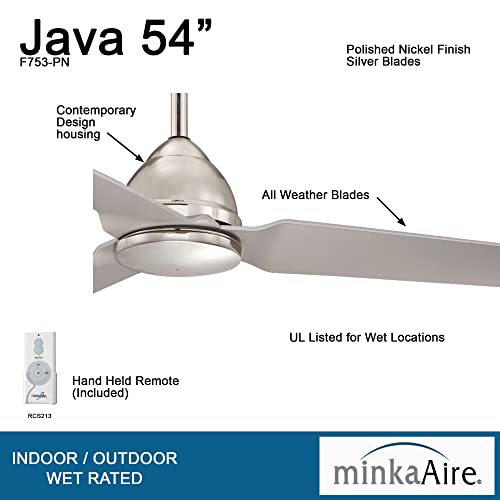 Java 54”
F753-PN
Polished Nickel Finish
Silver Blades
Contemporary
Design
housing
All Weather Blades
UL Listed for Wet Locations
Hand Held Remote
(Included)
RCS213
INDOOR / OUTDOOR
WET RATED
minkaAire®